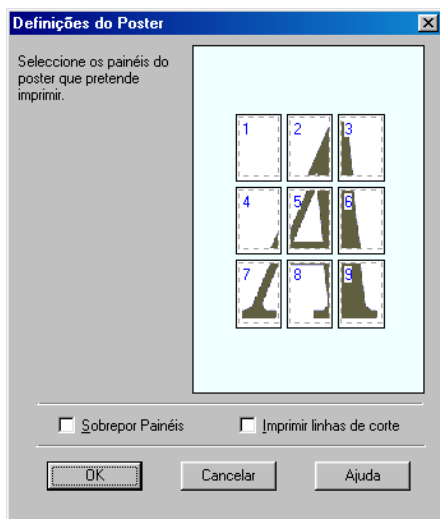 Definições do Poster
Seleccione os painéis do
poster que pretende
imprimir.
1 2 3
4 5 6
7 8 9
Sobrepor Painéis
Imprimir linhas de corte
OK Cancelar Ajuda